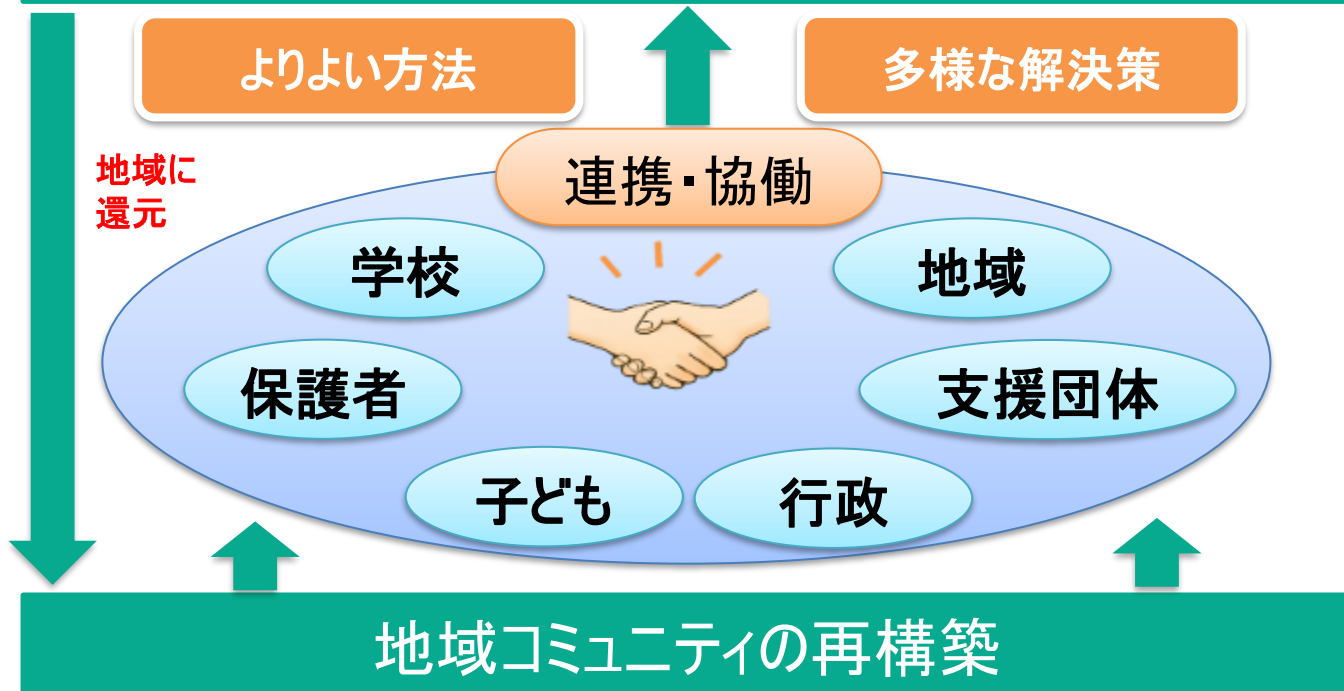 よりよい方法
多様な解決策
地域に
還元
連携・協働
学校
地域
保護者
支援団体
子ども
行政
地域コミュニティの再構築